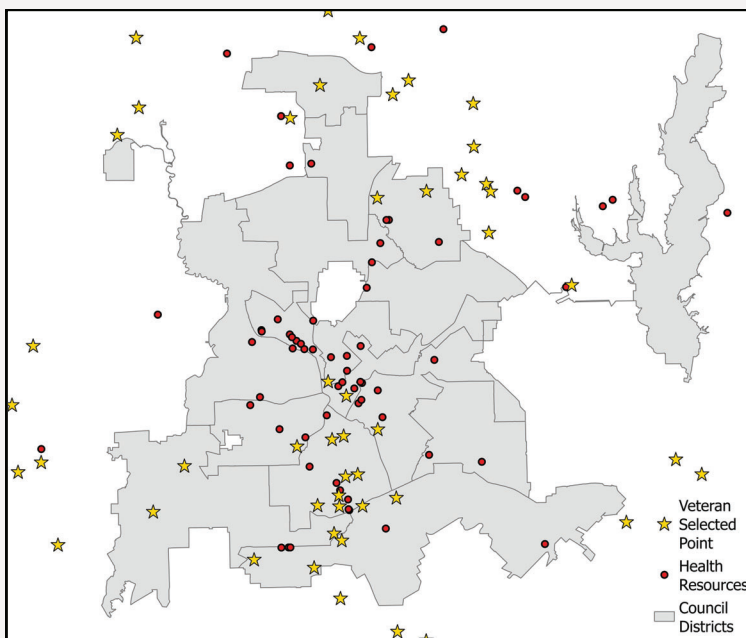 Veteran
Selected
Point
Health
Resources
Council
Districts